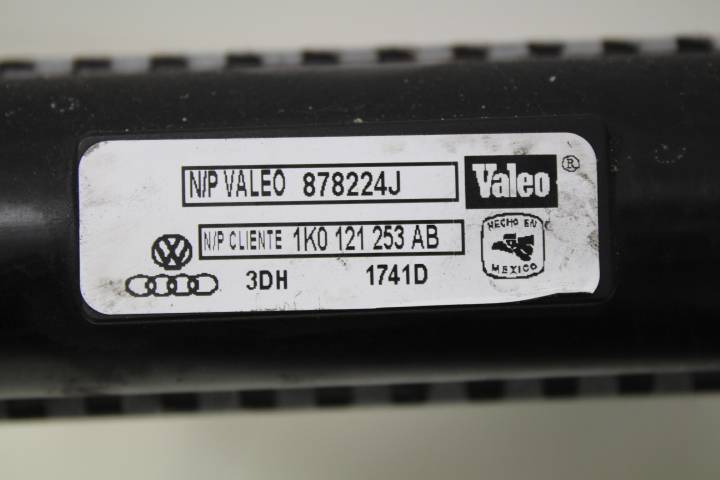 N/P VALEO 878224J
Valeo ®
N/P CLIENTE 1K0 121 253 AB
HECHO EN
MEXICO
3DH 1741D